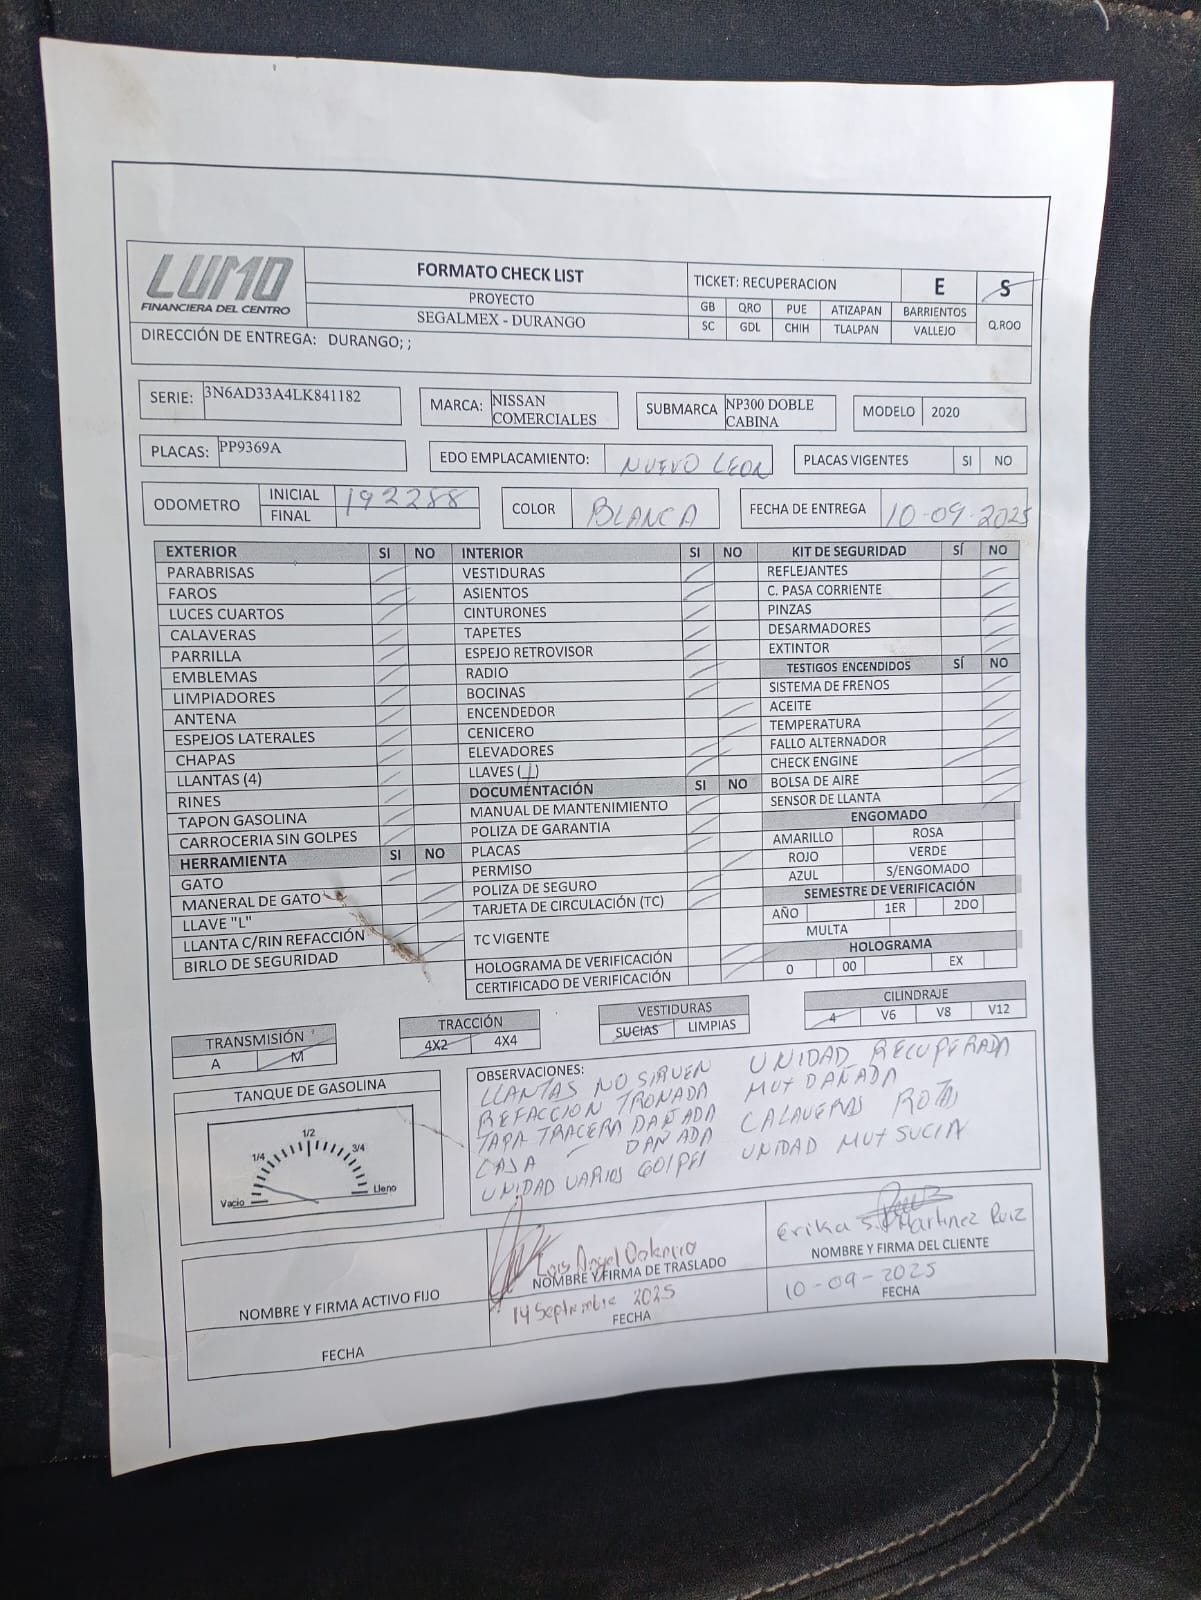 LUMO
FINANCIERA DEL CENTRO
FORMATO CHECK LIST
PROYECTO
SEGALMEX - DURANGO
TICKET: RECUPERACION E S
GB QRO PUE ATIZAPAN BARRIENTOS Q.ROO
SC GDL CHIH TLALPAN VALLEJO
DIRECCIÓN DE ENTREGA: DURANGO; ;
SERIE: 3N6AD33A4LK841182
MARCA: NISSAN COMERCIALES
SUBMARCA NP300 DOBLE CABINA
MODELO 2020
PLACAS: PP9369A
EDO EMPLACAMIENTO: NUEVO LEON
PLACAS VIGENTES SI NO
ODOMETRO INICIAL 192288
FINAL
COLOR BLANCA
FECHA DE ENTREGA 10-09-2025
EXTERIOR SI NO
PARABRISAS
FAROS
LUCES CUARTOS
CALAVERAS
PARRILLA
EMBLEMAS
LIMPIADORES
ANTENA
ESPEJOS LATERALES
CHAPAS
LLANTAS (4)
RINES
TAPON GASOLINA
CARROCERIA SIN GOLPES
HERRAMIENTA SI NO
GATO
MANERAL DE GATO
LLAVE "L"
LLANTA C/RIN REFACCIÓN
BIRLO DE SEGURIDAD
INTERIOR SI NO
VESTIDURAS
ASIENTOS
CINTURONES
TAPETES
ESPEJO RETROVISOR
RADIO
BOCINAS
ENCENDEDOR
CENICERO
ELEVADORES
LLAVES (1)
DOCUMENTACIÓN SI NO
MANUAL DE MANTENIMIENTO
POLIZA DE GARANTIA
PLACAS
PERMISO
POLIZA DE SEGURO
TARJETA DE CIRCULACIÓN (TC)
TC VIGENTE
HOLOGRAMA DE VERIFICACIÓN
CERTIFICADO DE VERIFICACIÓN
KIT DE SEGURIDAD SÍ NO
REFLEJANTES
C. PASA CORRIENTE
PINZAS
DESARMADORES
EXTINTOR
TESTIGOS ENCENDIDOS SÍ NO
SISTEMA DE FRENOS
ACEITE
TEMPERATURA
FALLO ALTERNADOR
CHECK ENGINE
BOLSA DE AIRE
SENSOR DE LLANTA
ENGOMADO
AMARILLO ROSA
ROJO VERDE
AZUL S/ENGOMADO
SEMESTRE DE VERIFICACIÓN
AÑO 1ER 2DO
MULTA
HOLOGRAMA
0 00 EX
TRANSMISIÓN
A M
TRACCIÓN
4X2 4X4
VESTIDURAS
SUCIAS LIMPIAS
CILINDRAJE
4 V6 V8 V12
TANQUE DE GASOLINA
Vacio 1/4 1/2 3/4 Lleno
OBSERVACIONES:
LLANTAS NO SIRVEN UNIDAD RECUPERADA
REFACCION TRONADA MUY DAÑADA
TAPA TRACERA DAÑADA CALAVERAS ROTAS
CAJA - DAÑADA UNIDAD MUY SUCIA
UNIDAD VARIOS GOLPES
NOMBRE Y FIRMA ACTIVO FIJO
FECHA
Luis Angel
NOMBRE Y FIRMA DE TRASLADO
14 Septiembre 2025
FECHA
Erika S. Martinez Ruiz
NOMBRE Y FIRMA DEL CLIENTE
10-09-2025
FECHA